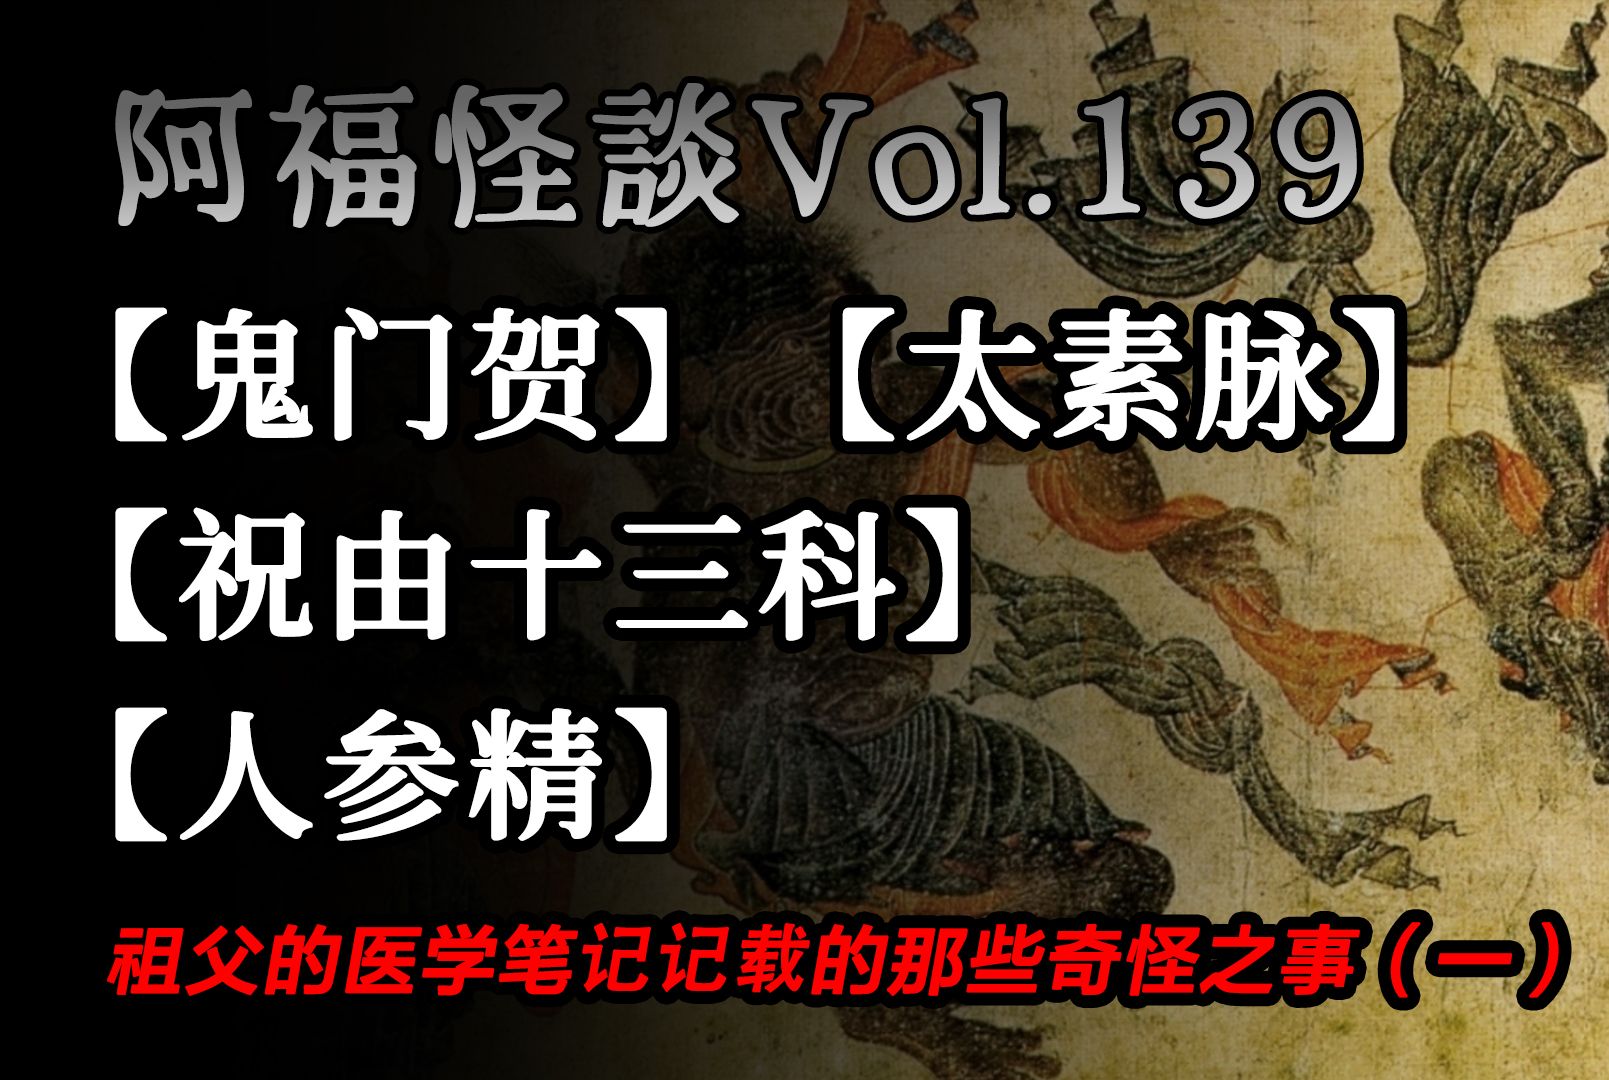 阿福怪談Vol.139
【鬼门贺】 【太素脉】
【祝由十三科】
【人参精】
祖父的医学笔记记载的那些奇怪之事（一）